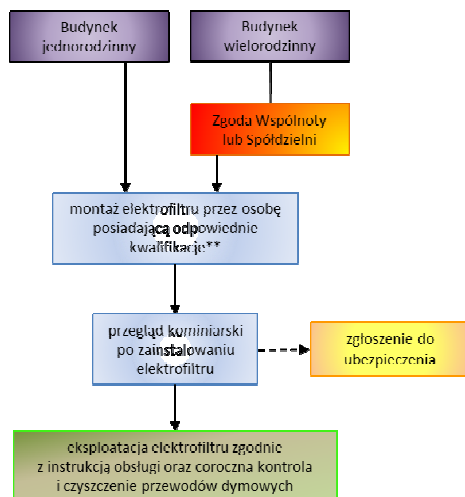 Budynek
jednorodzinny
Budynek
wielorodzinny
Zgoda Wspólnoty
lub Spółdzielni
montaż elektrofiltru przez osobę
posiadającą odpowiednie
kwalifikacje**
przegląd kominiarski
po zainstalowaniu
elektrofiltru
zgłoszenie do
ubezpieczenia
eksploatacja elektrofiltru zgodnie
z instrukcją obsługi oraz coroczna kontrola
i czyszczenie przewodów dymowych